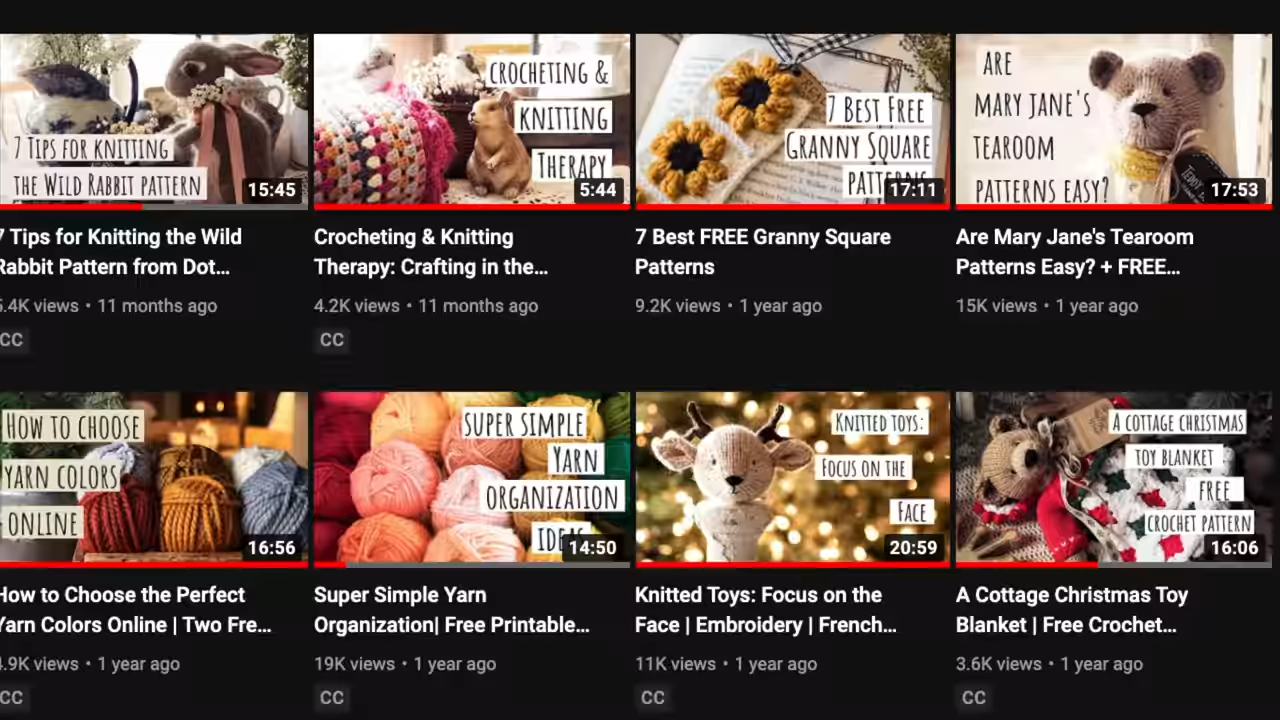 7 TIPS FOR KNITTING
THE WILD RABBIT PATTERN
15:45
CROCHETING &
KNITTING
THERAPY
5:44
7 BEST FREE
GRANNY SQUARE
PATTERNS
17:11
ARE
MARY JANE'S
TEAROOM
PATTERNS EASY?
17:53
7 Tips for Knitting the Wild
Rabbit Pattern from Dot...
5.4K views • 11 months ago
CC
Crocheting & Knitting
Therapy: Crafting in the...
4.2K views • 11 months ago
CC
7 Best FREE Granny Square
Patterns
9.2K views • 1 year ago
Are Mary Jane's Tearoom
Patterns Easy? + FREE...
15K views • 1 year ago
HOW TO CHOOSE
YARN COLORS
ONLINE
16:56
SUPER SIMPLE
YARN
ORGANIZATION
IDEAS
14:50
KNITTED TOYS:
FOCUS ON THE
FACE
20:59
A COTTAGE CHRISTMAS
TOY BLANKET
FREE
CROCHET PATTERN
16:06
How to Choose the Perfect
Yarn Colors Online | Two Fre...
4.9K views • 1 year ago
CC
Super Simple Yarn
Organization| Free Printable...
19K views • 1 year ago
CC
Knitted Toys: Focus on the
Face | Embroidery | French...
11K views • 1 year ago
CC
A Cottage Christmas Toy
Blanket | Free Crochet...
3.6K views • 1 year ago
CC